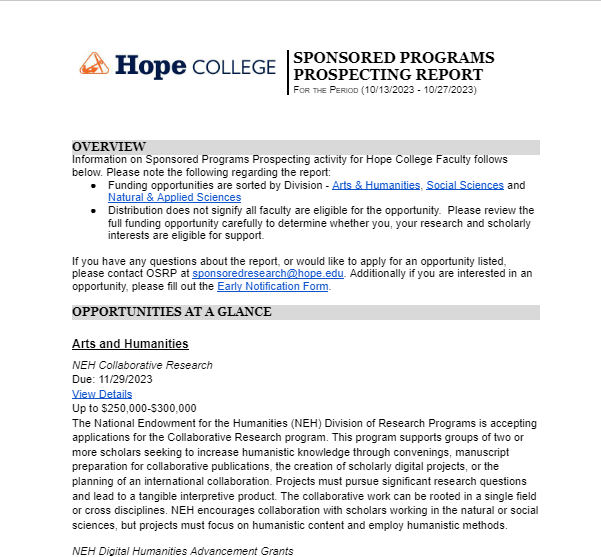 Hope COLLEGE
SPONSORED PROGRAMS
PROSPECTING REPORT
FOR THE PERIOD (10/13/2023 - 10/27/2023)
OVERVIEW
Information on Sponsored Programs Prospecting activity for Hope College Faculty follows
below. Please note the following regarding the report:
● Funding opportunities are sorted by Division - Arts & Humanities, Social Sciences and
Natural & Applied Sciences
● Distribution does not signify all faculty are eligible for the opportunity. Please review the
full funding opportunity carefully to determine whether you, your research and scholarly
interests are eligible for support.
If you have any questions about the report, or would like to apply for an opportunity listed,
please contact OSRP at sponsoredresearch@hope.edu. Additionally if you are interested in an
opportunity, please fill out the Early Notification Form.
OPPORTUNITIES AT A GLANCE
Arts and Humanities
NEH Collaborative Research
Due: 11/29/2023
View Details
Up to $250,000-$300,000
The National Endowment for the Humanities (NEH) Division of Research Programs is accepting
applications for the Collaborative Research program. This program supports groups of two or
more scholars seeking to increase humanistic knowledge through convenings, manuscript
preparation for collaborative publications, the creation of scholarly digital projects, or the
planning of an international collaboration. Projects must pursue significant research questions
and lead to a tangible interpretive product. The collaborative work can be rooted in a single field
or cross disciplines. NEH encourages collaboration with scholars working in the natural or social
sciences, but projects must focus on humanistic content and employ humanistic methods.
NEH Digital Humanities Advancement Grants